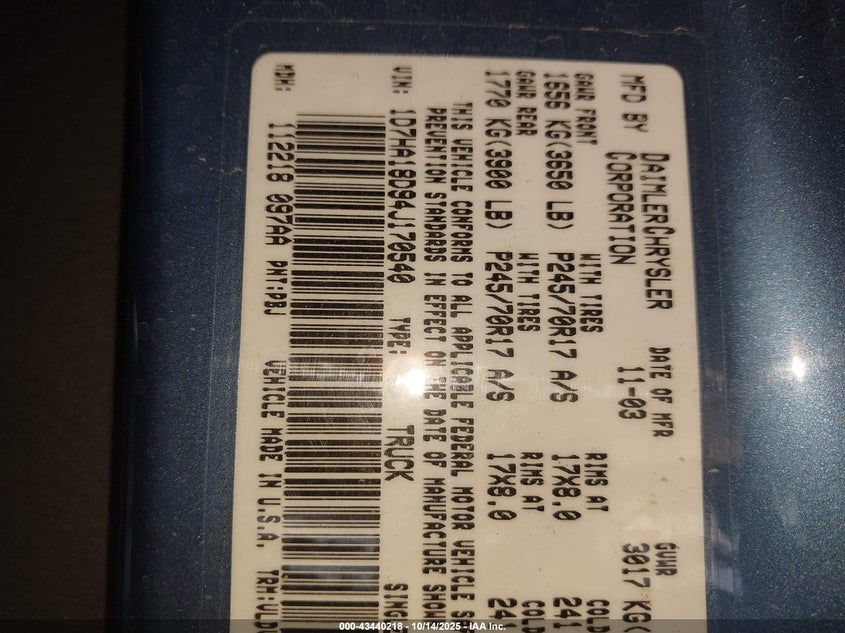 MFD BY DAIMLERCHRYSLER CORPORATION DATE OF MFR 11-03 GVWR 3017 KG(
GAWR FRONT WITH TIRES RIMS AT COLD
1656 KG(3650 LB) P245/70R17 A/S 17X8.0 241
GAWR REAR WITH TIRES RIMS AT COLD
1770 KG(3900 LB) P245/70R17 A/S 17X8.0 241
THIS VEHICLE CONFORMS TO ALL APPLICABLE FEDERAL MOTOR VEHICLE
PREVENTION STANDARDS IN EFFECT ON THE DATE OF MANUFACTURE
VIN: 1D7HA18D94J170540 TYPE: TRUCK
MDH: 112218 097AA PNT:PBJ VEHICLE MADE IN U.S.A.
000-43440218 - 10/14/2025 - IAA Inc.